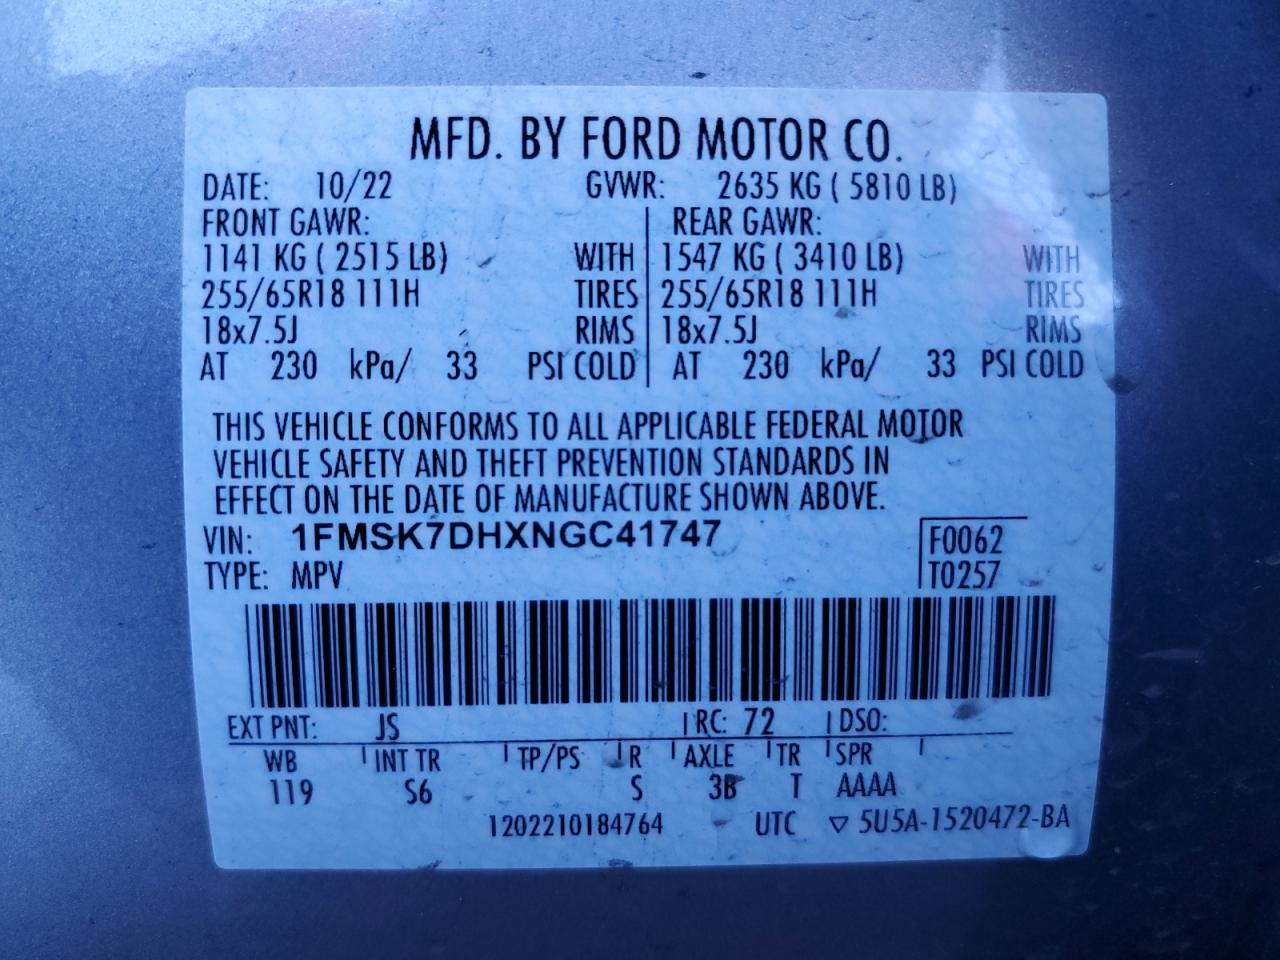 MFD. BY FORD MOTOR CO.
DATE: 10/22 GVWR: 2635 KG ( 5810 LB)
FRONT GAWR: REAR GAWR:
1141 KG ( 2515 LB) WITH 1547 KG ( 3410 LB) WITH
255/65R18 111H TIRES 255/65R18 111H TIRES
18x7.5J RIMS 18x7.5J RIMS
AT 230 kPa/ 33 PSI COLD AT 230 kPa/ 33 PSI COLD
THIS VEHICLE CONFORMS TO ALL APPLICABLE FEDERAL MOTOR
VEHICLE SAFETY AND THEFT PREVENTION STANDARDS IN
EFFECT ON THE DATE OF MANUFACTURE SHOWN ABOVE.
VIN: 1FMSK7DHXNGC41747 F0062
TYPE: MPV T0257
EXT PNT: JS RC: 72 DSO:
WB INT TR TP/PS R AXLE TR SPR
119 S6 S 3B T AAAA
1202210184764 UTC ▽ 5U5A-1520472-BA